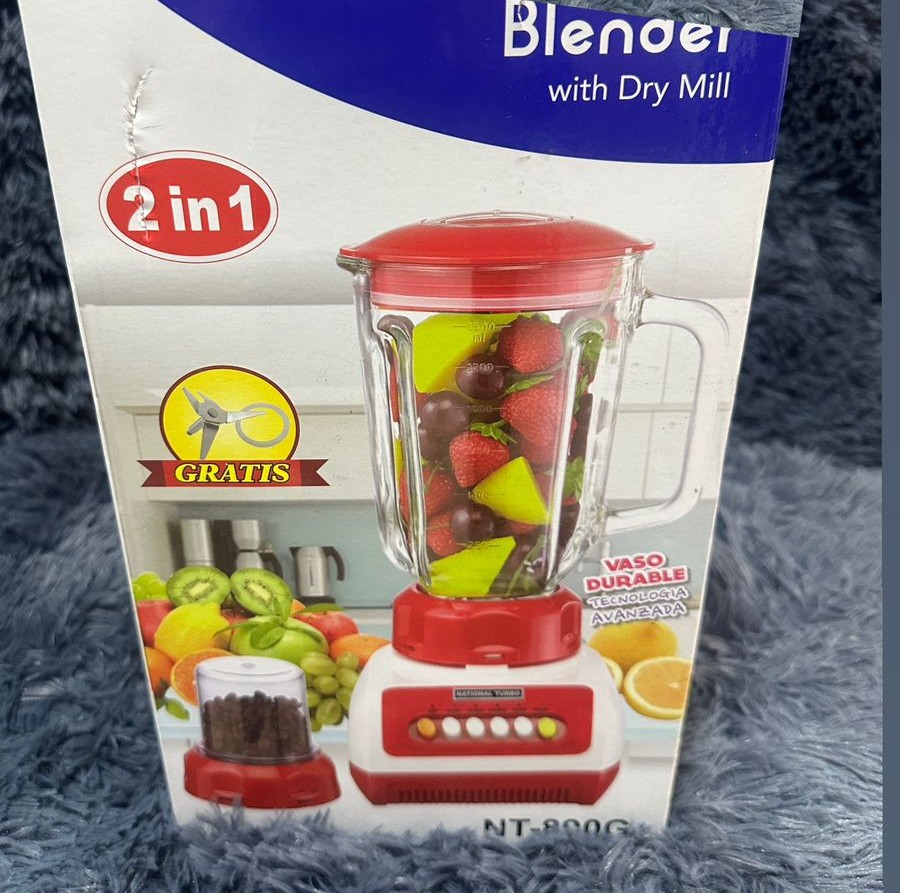 Blender
with Dry Mill
2 in 1
GRATIS
VASO
DURABLE
TECNOLOGIA
AVANZADA
NATIONAL TURBO